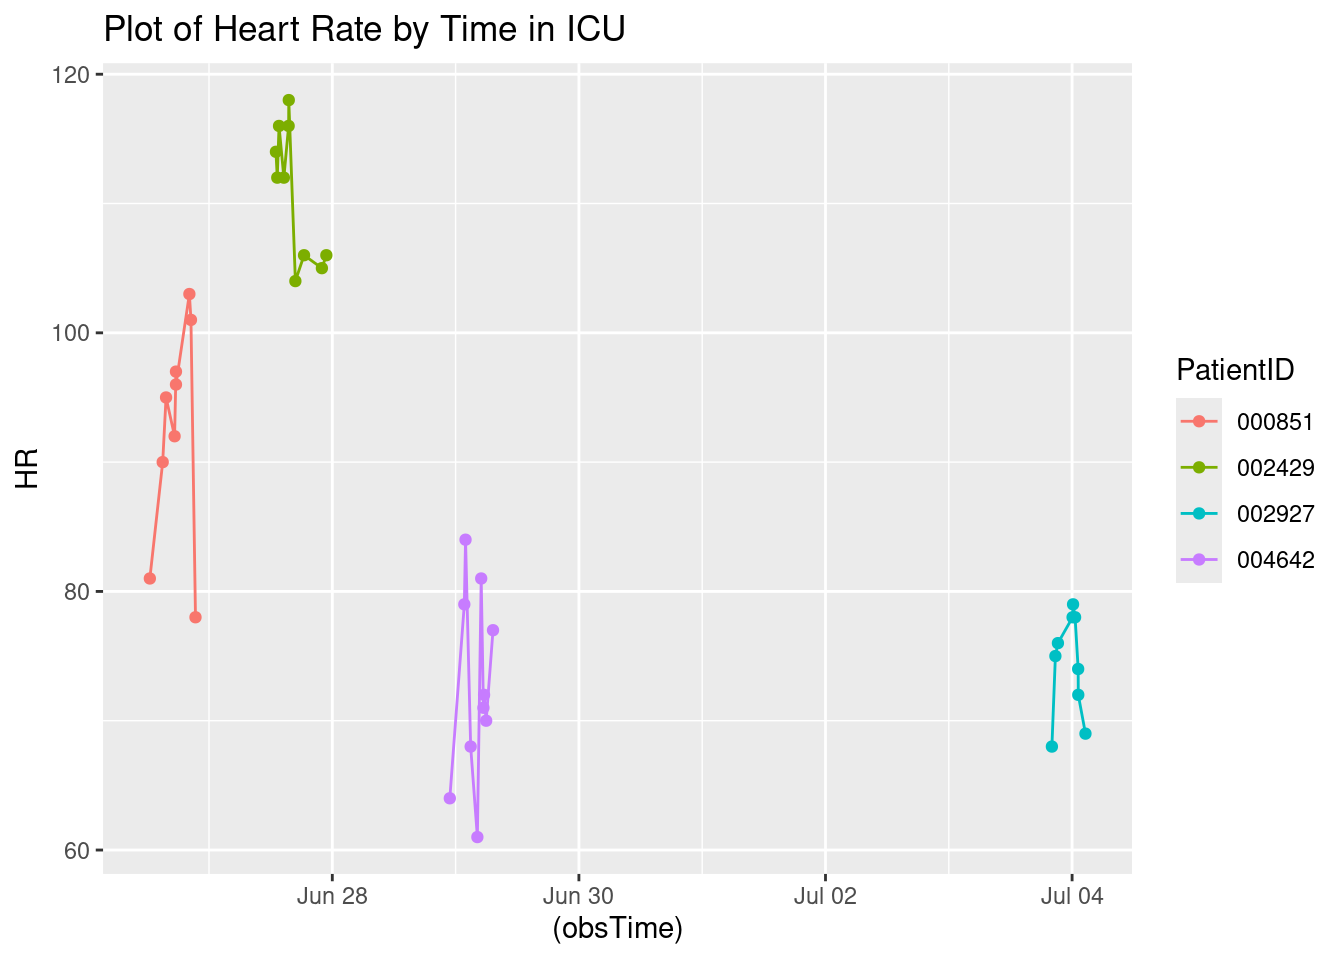 Plot of Heart Rate by Time in ICU
120
100
80
60
HR
Jun 28
Jun 30
Jul 02
Jul 04
(obsTime)
PatientID
000851
002429
002927
004642